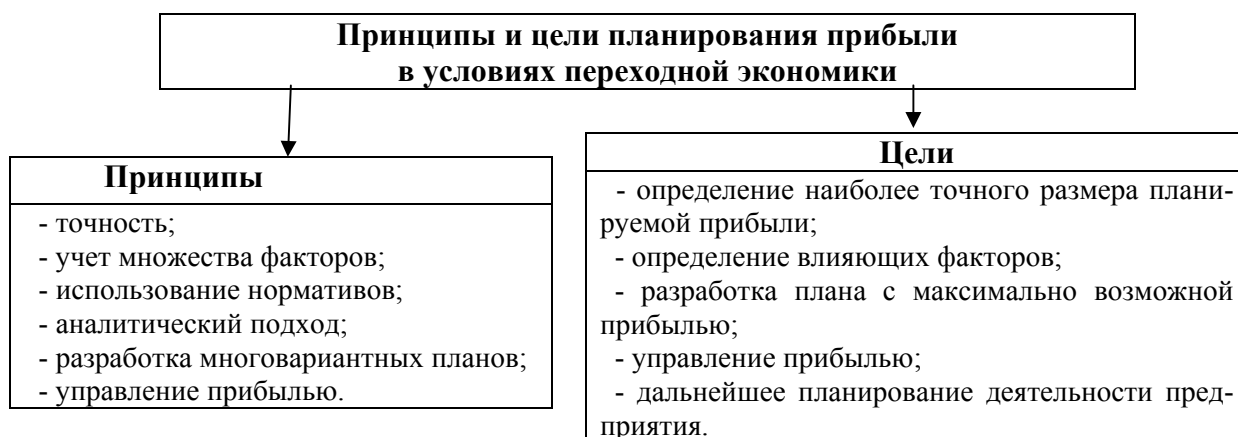 Принципы и цели планирования прибыли
в условиях переходной экономики
Принципы
- точность;
- учет множества факторов;
- использование нормативов;
- аналитический подход;
- разработка многовариантных планов;
- управление прибылью.
Цели
- определение наиболее точного размера плани-
руемой прибыли;
- определение влияющих факторов;
- разработка плана с максимально возможной
прибылью;
- управление прибылью;
- дальнейшее планирование деятельности пред-
приятия.